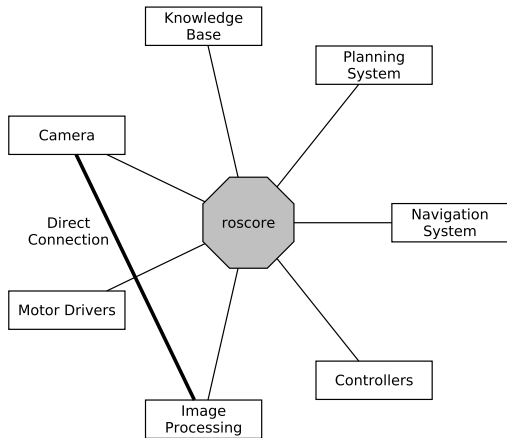 Knowledge
Base
Planning
System
Camera
roscore
Navigation
System
Direct
Connection
Motor Drivers
Controllers
Image
Processing